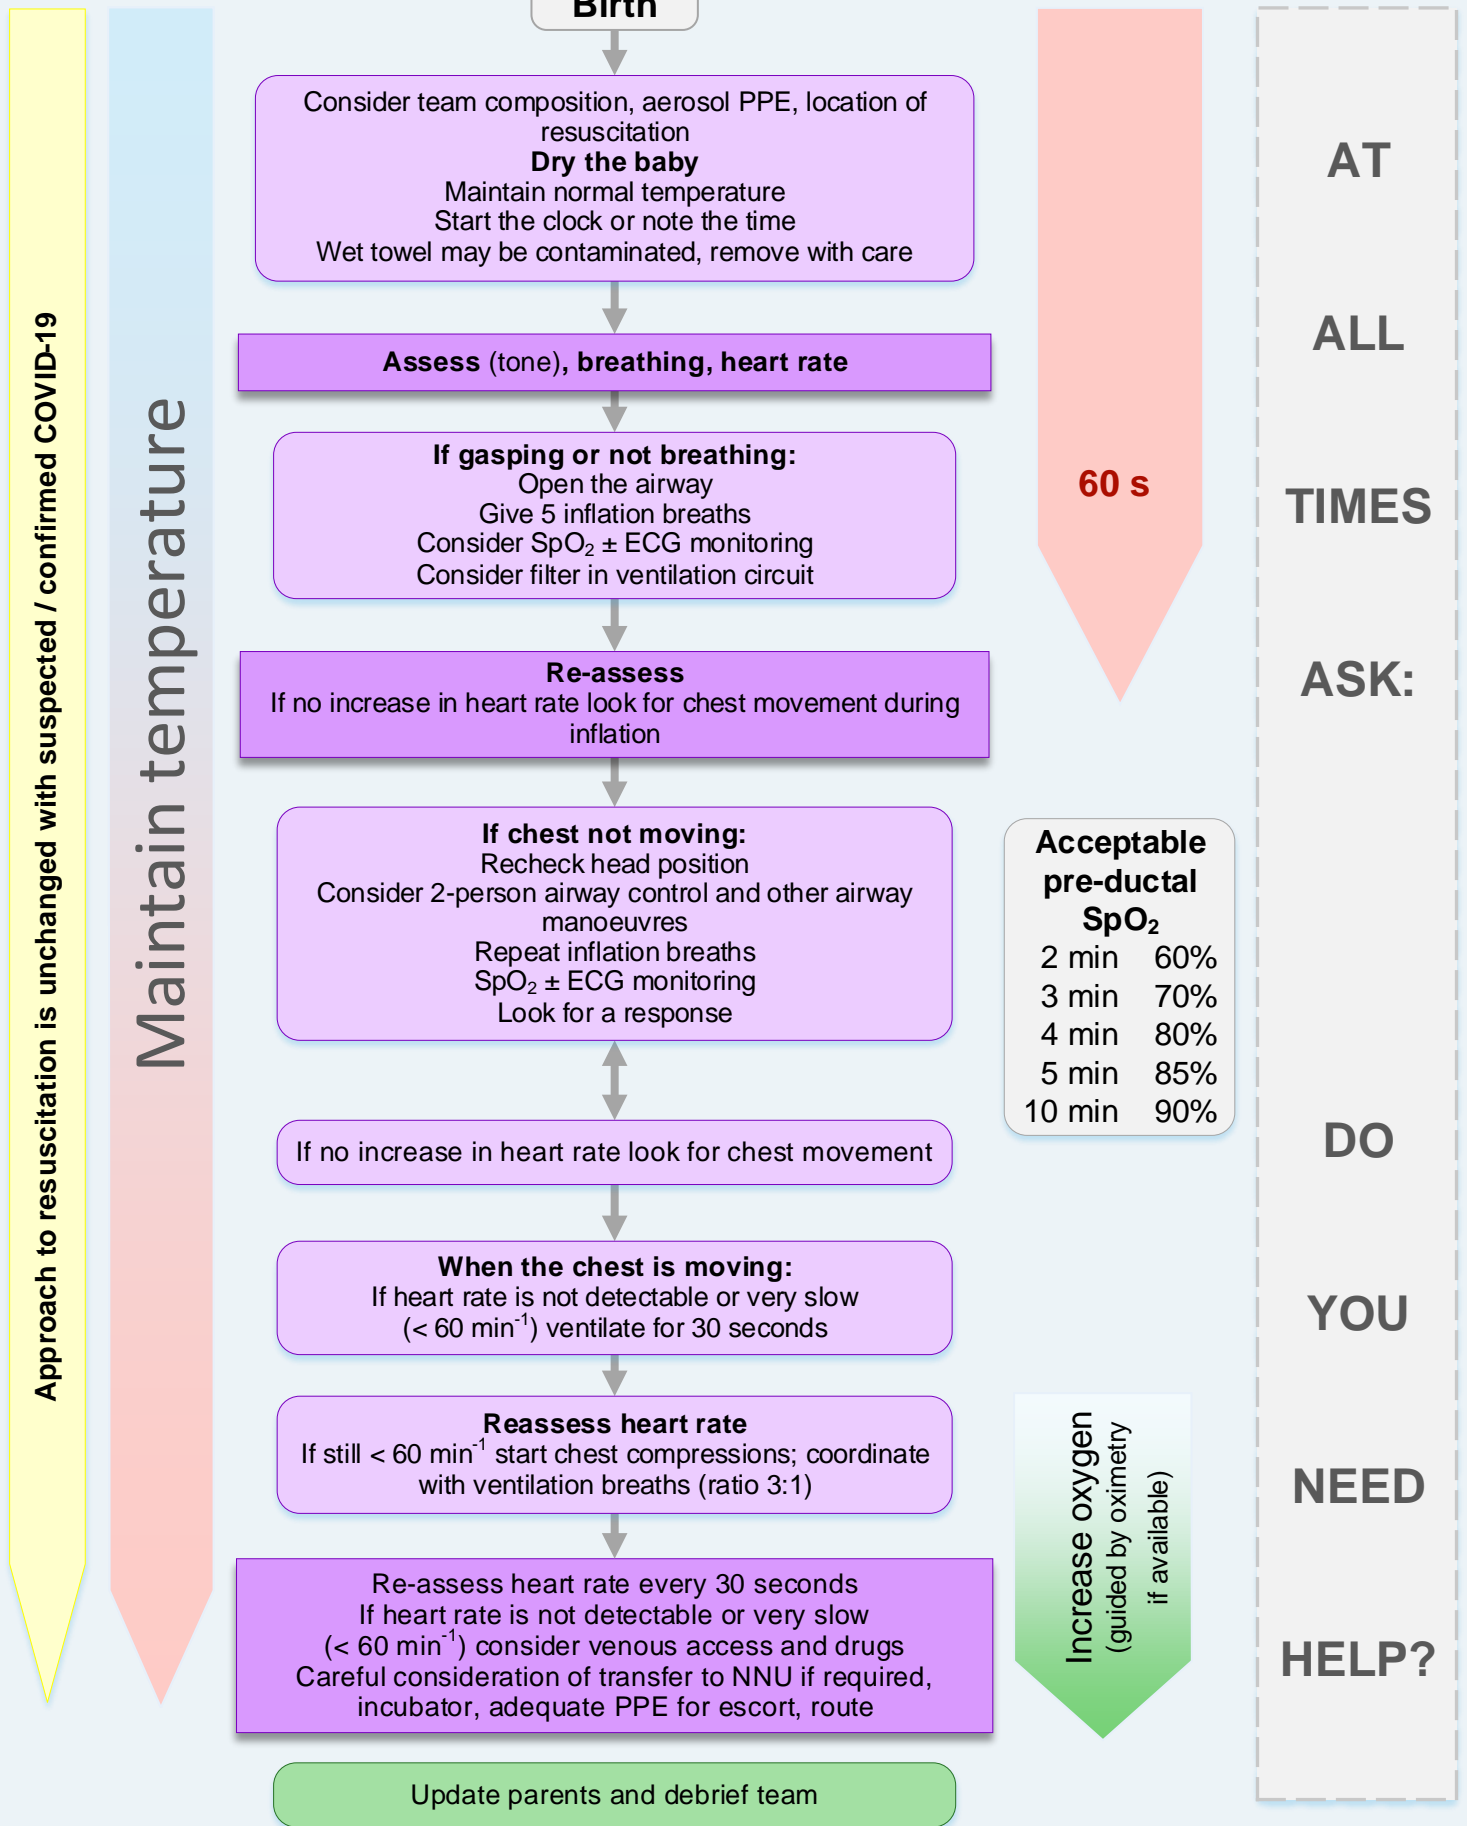 Birth
Consider team composition, aerosol PPE, location of
resuscitation
Dry the baby
Maintain normal temperature
Start the clock or note the time
Wet towel may be contaminated, remove with care
Assess (tone), breathing, heart rate
If gasping or not breathing:
Open the airway
Give 5 inflation breaths
Consider SpO₂ ± ECG monitoring
Consider filter in ventilation circuit
Re-assess
If no increase in heart rate look for chest movement during
inflation
If chest not moving:
Recheck head position
Consider 2-person airway control and other airway
manoeuvres
Repeat inflation breaths
SpO₂ ± ECG monitoring
Look for a response
If no increase in heart rate look for chest movement
When the chest is moving:
If heart rate is not detectable or very slow
(< 60 min⁻¹) ventilate for 30 seconds
Reassess heart rate
If still < 60 min⁻¹ start chest compressions; coordinate
with ventilation breaths (ratio 3:1)
Re-assess heart rate every 30 seconds
If heart rate is not detectable or very slow
(< 60 min⁻¹) consider venous access and drugs
Careful consideration of transfer to NNU if required,
incubator, adequate PPE for escort, route
Update parents and debrief team
Approach to resuscitation is unchanged with suspected / confirmed COVID-19
Maintain temperature
60 s
Acceptable
pre-ductal
SpO₂
2 min 60%
3 min 70%
4 min 80%
5 min 85%
10 min 90%
Increase oxygen
(guided by oximetry
if available)
AT
ALL
TIMES
ASK:
DO
YOU
NEED
HELP?